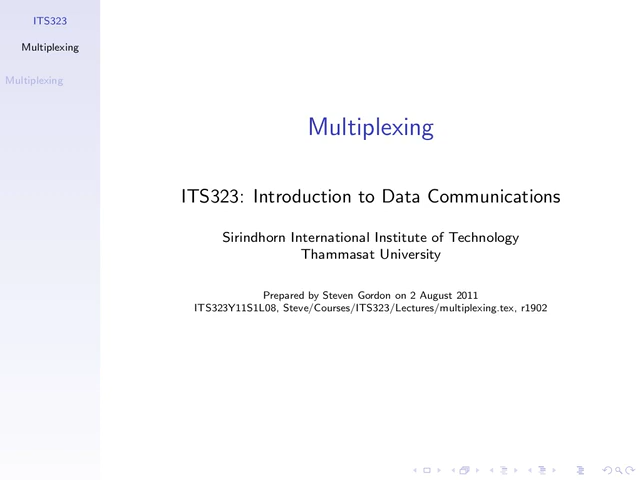 ITS323
Multiplexing
Multiplexing
Multiplexing
ITS323: Introduction to Data Communications
Sirindhorn International Institute of Technology
Thammasat University
Prepared by Steven Gordon on 2 August 2011
ITS323Y11S1L08, Steve/Courses/ITS323/Lectures/multiplexing.tex, r1902